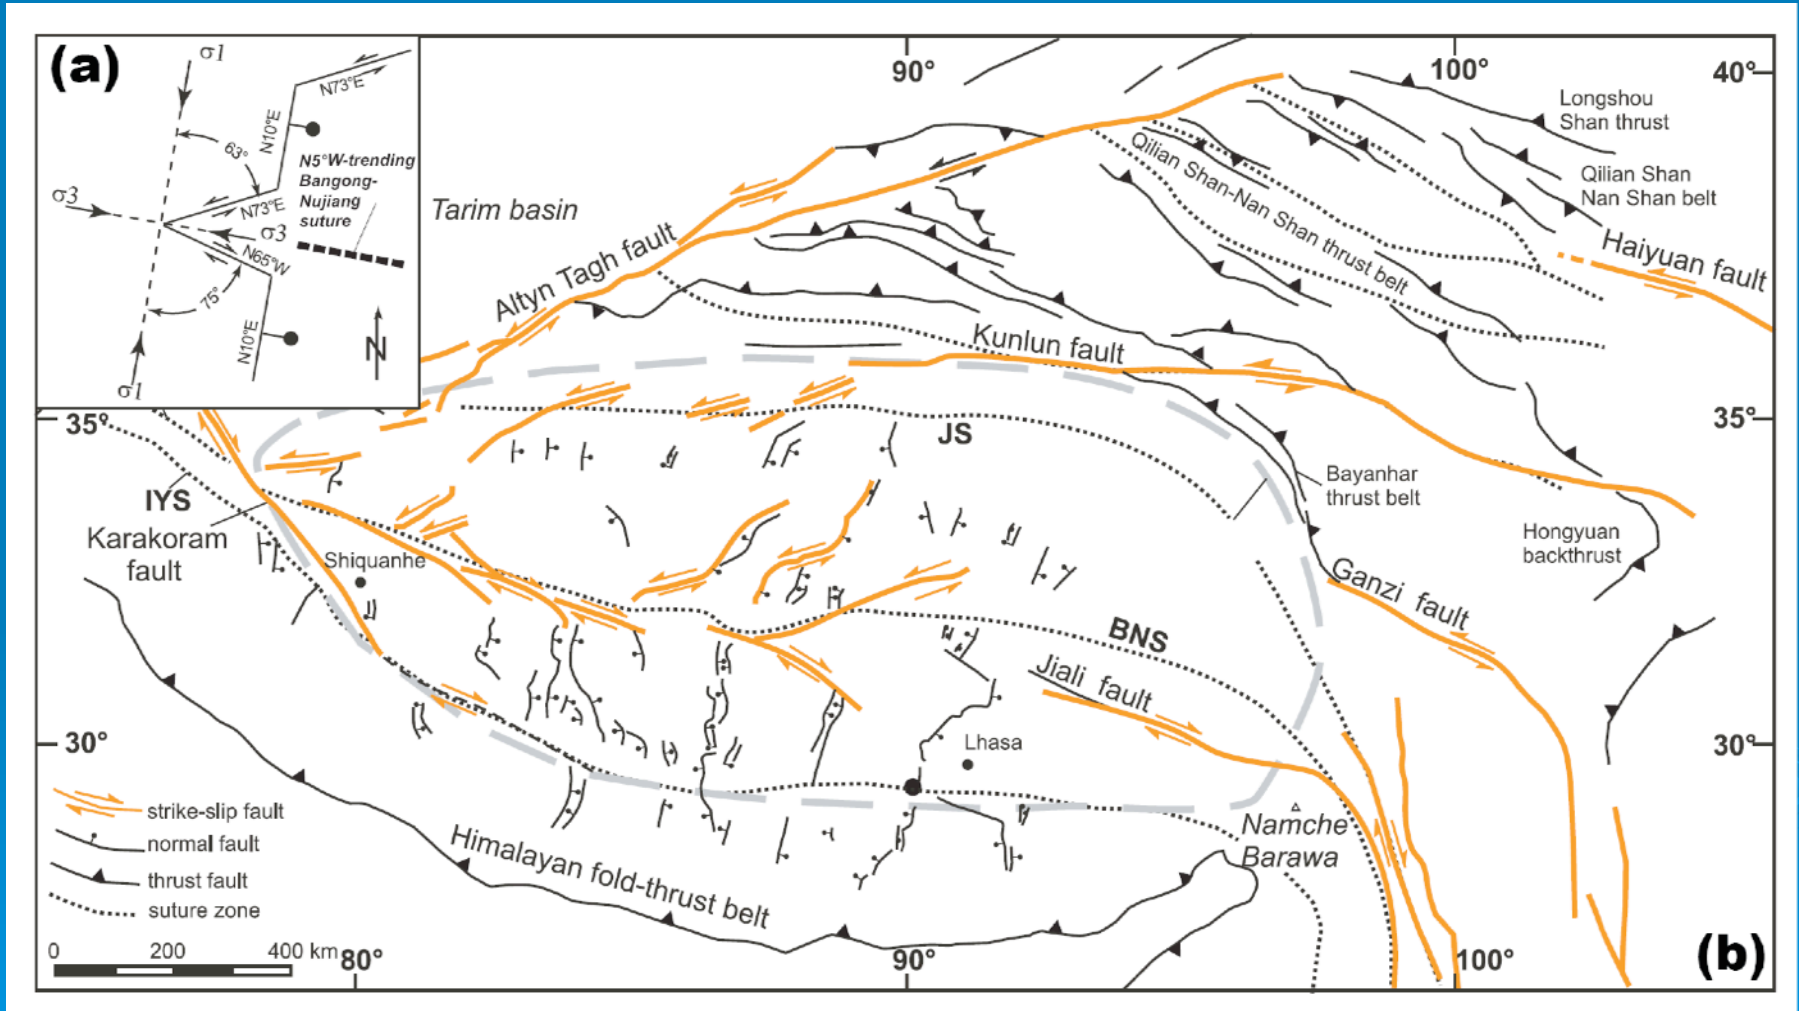 (a)
σ1
N73°E
N10°E
63°
N5°W-trending
Bangong-
Nujiang
suture
σ3
N73°E
σ3
N65°W
75°
N10°E
N
σ1
90°
100°
40°
Longshou
Shan thrust
Qilian Shan
Nan Shan belt
Qilian Shan-Nan Shan thrust belt
Tarim basin
Haiyuan fault
Altyn Tagh fault
Kunlun fault
35°
35°
JS
IYS
Bayanhar
thrust belt
Karakoram
fault
Shiquanhe
Hongyuan
backthrust
Ganzi fault
BNS
Jiali fault
30°
Lhasa
30°
strike-slip fault
normal fault
thrust fault
suture zone
Namche
Barawa
Himalayan fold-thrust belt
0 200 400 km
80°
90°
100°
(b)